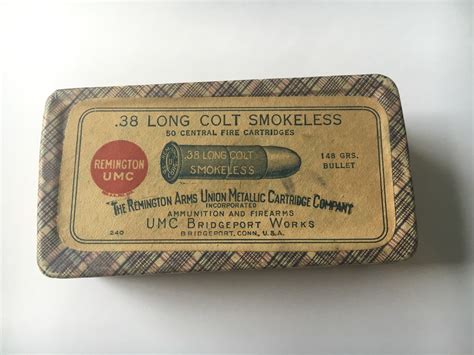 .38 LONG COLT SMOKELESS
50 CENTRAL FIRE CARTRIDGES
REMINGTON
UMC
.38 LONG COLT
SMOKELESS
148 GRS.
BULLET
THE REMINGTON ARMS UNION METALLIC CARTRIDGE COMPANY
INCORPORATED
AMMUNITION AND FIREARMS
UMC BRIDGEPORT WORKS
240
BRIDGEPORT, CONN., U.S.A.